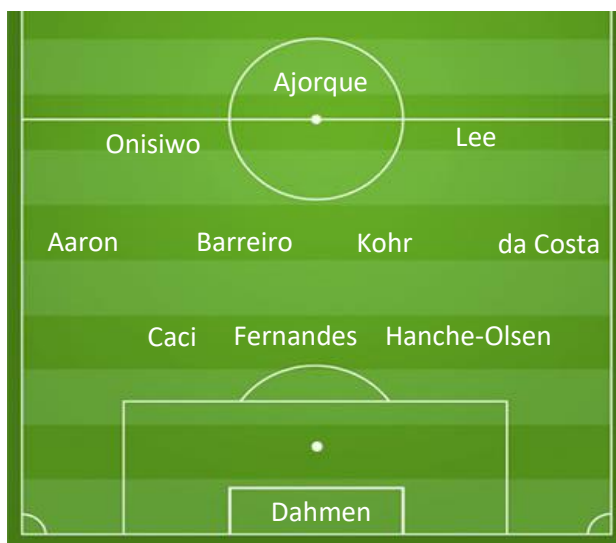 Ajorque
Onisiwo Lee
Aaron Barreiro Kohr da Costa
Caci Fernandes Hanche-Olsen
Dahmen